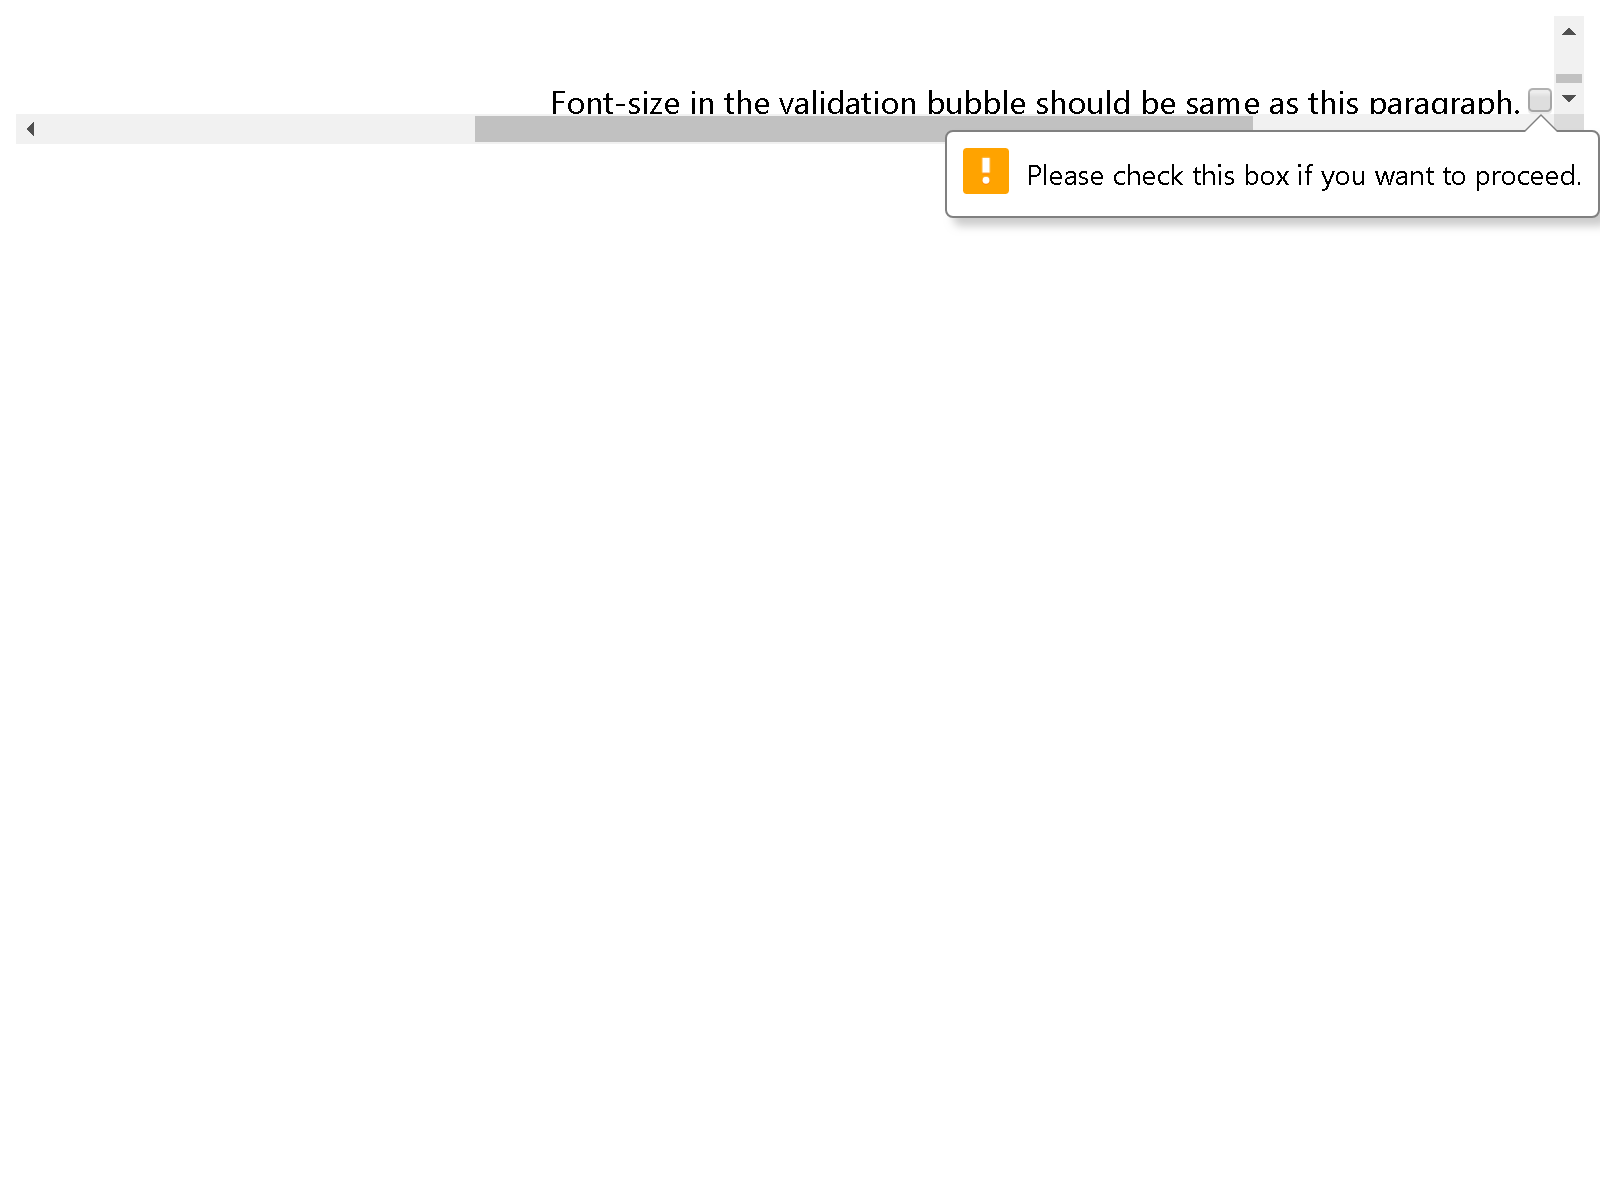 Font-size in the validation bubble should be same as this paragraph.
Please check this box if you want to proceed.